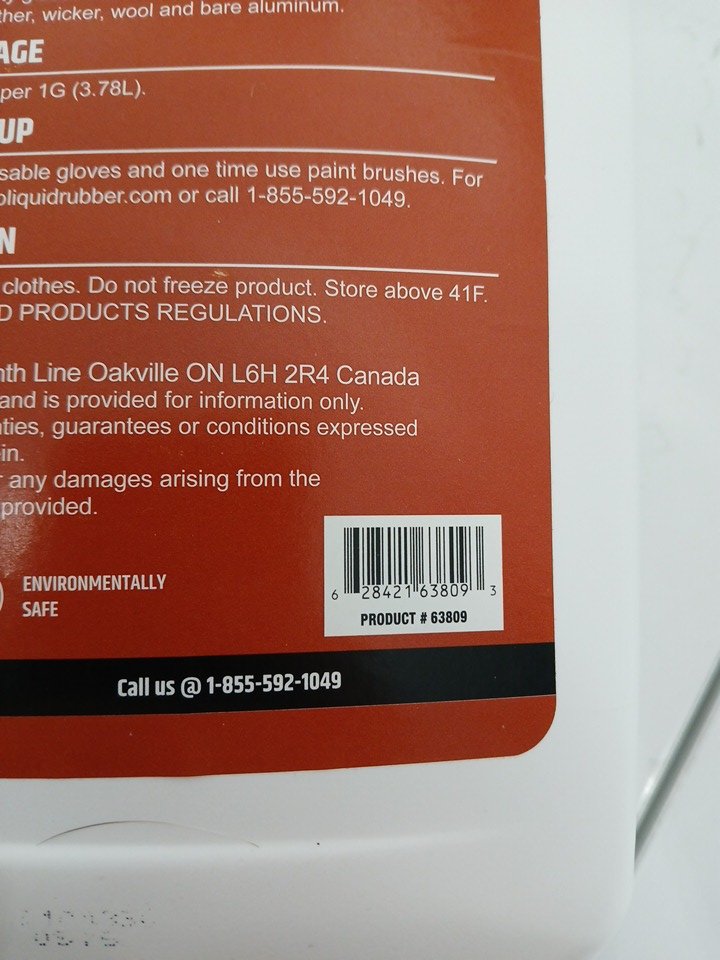 ther, wicker, wool and bare aluminum.
AGE
per 1G (3.78L).
UP
sable gloves and one time use paint brushes. For
oliquidrubber.com or call 1-855-592-1049.
N
clothes. Do not freeze product. Store above 41F.
D PRODUCTS REGULATIONS.
nth Line Oakville ON L6H 2R4 Canada
and is provided for information only.
nties, guarantees or conditions expressed
in.
r any damages arising from the
provided.
ENVIRONMENTALLY
SAFE
6 28421 63809 3
PRODUCT # 63809
Call us @ 1-855-592-1049